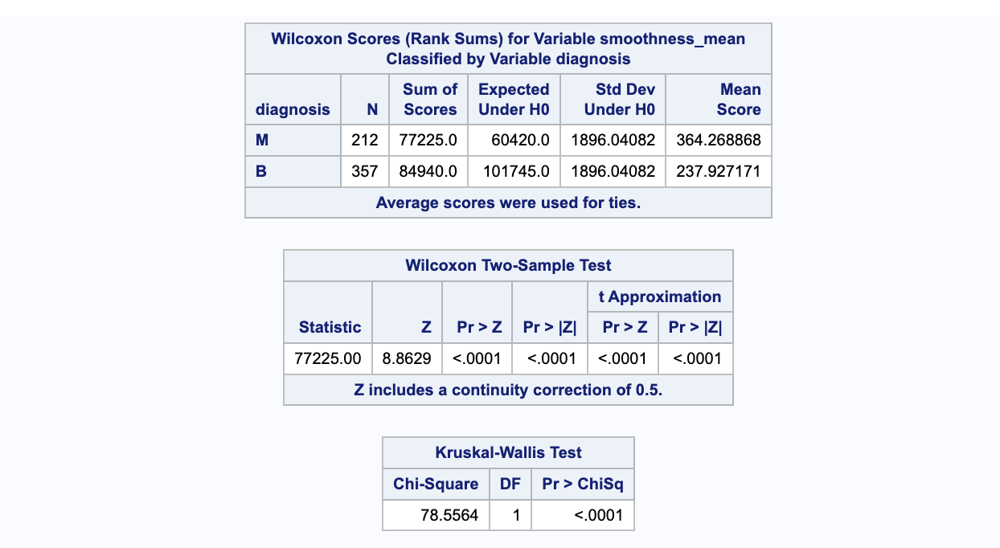 Wilcoxon Scores (Rank Sums) for Variable smoothness_mean
Classified by Variable diagnosis
diagnosis N Sum of Scores Expected Under H0 Std Dev Under H0 Mean Score
M 212 77225.0 60420.0 1896.04082 364.268868
B 357 84940.0 101745.0 1896.04082 237.927171
Average scores were used for ties.
Wilcoxon Two-Sample Test
t Approximation
Statistic Z Pr > Z Pr > |Z| Pr > Z Pr > |Z|
77225.00 8.8629 <.0001 <.0001 <.0001 <.0001
Z includes a continuity correction of 0.5.
Kruskal-Wallis Test
Chi-Square DF Pr > ChiSq
78.5564 1 <.0001